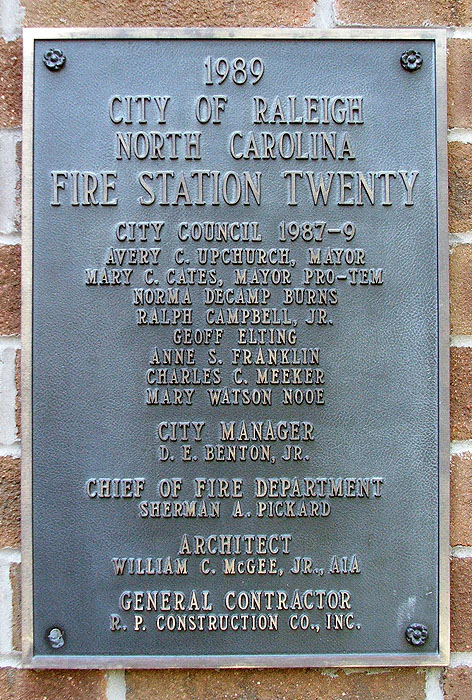 1989
CITY OF RALEIGH
NORTH CAROLINA
FIRE STATION TWENTY
CITY COUNCIL 1987-9
AVERY C. UPCHURCH, MAYOR
MARY C. CATES, MAYOR PRO-TEM
NORMA DECAMP BURNS
RALPH CAMPBELL, JR.
GEOFF ELTING
ANNE S. FRANKLIN
CHARLES C. MEEKER
MARY WATSON NOOE
CITY MANAGER
D. E. BENTON, JR.
CHIEF OF FIRE DEPARTMENT
SHERMAN A. PICKARD
ARCHITECT
WILLIAM C. McGEE, JR., AIA
GENERAL CONTRACTOR
R. P. CONSTRUCTION CO., INC.